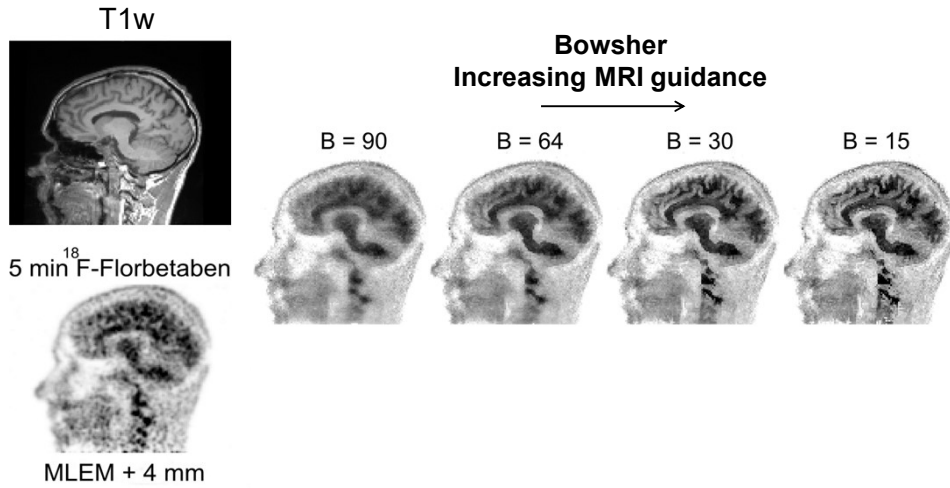 T1w
5 min ¹⁸F-Florbetaben
MLEM + 4 mm
Bowsher
Increasing MRI guidance
B = 90
B = 64
B = 30
B = 15